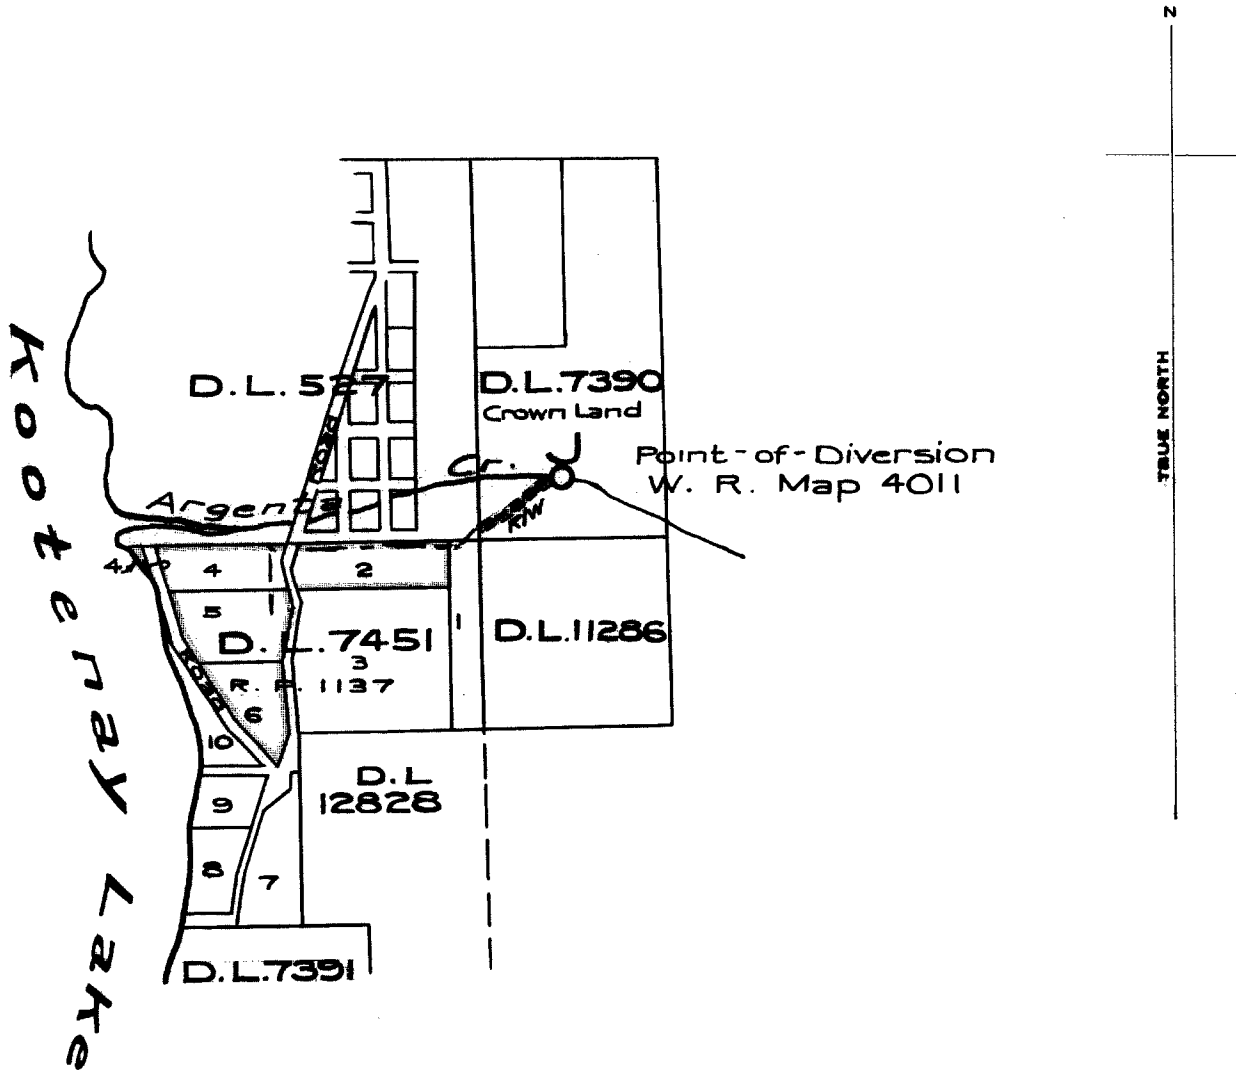 N
TRUE NORTH
D.L. 527
D.L. 7390
Crown Land
ROAD
Argenta Cr.
Point-of-Diversion
W. R. Map 4011
R/W
4
2
5
1
D.L. 7451
D.L. 11286
3
R. P. 1137
ROAD
6
10
D.L
12828
9
8
7
D.L. 7391
Kootenay Lake